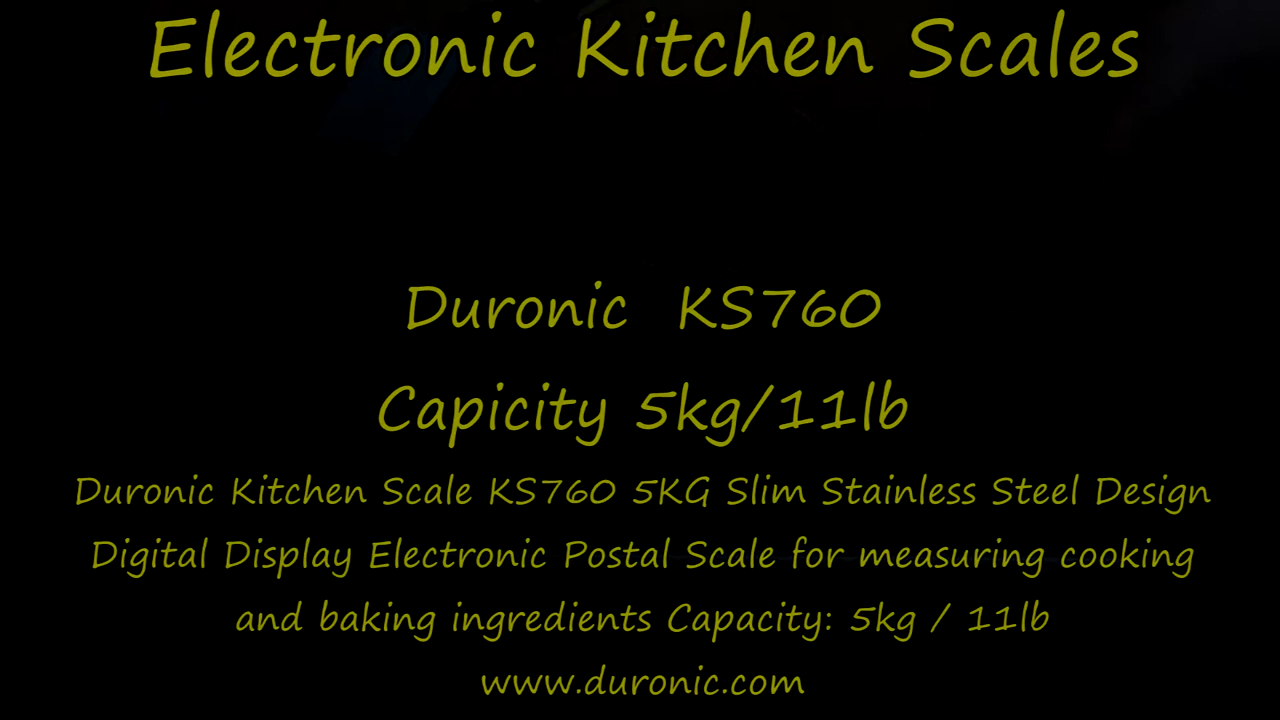 Electronic Kitchen Scales
Duronic KS760
Capicity 5kg/11lb
Duronic Kitchen Scale KS760 5KG Slim Stainless Steel Design
Digital Display Electronic Postal Scale for measuring cooking
and baking ingredients Capacity: 5kg / 11lb
www.duronic.com